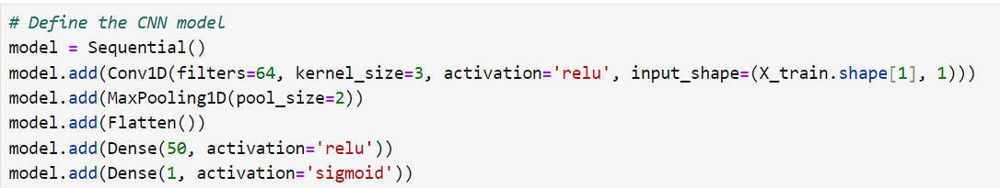 # Define the CNN model
model = Sequential()
model.add(Conv1D(filters=64, kernel_size=3, activation='relu', input_shape=(X_train.shape[1], 1)))
model.add(MaxPooling1D(pool_size=2))
model.add(Flatten())
model.add(Dense(50, activation='relu'))
model.add(Dense(1, activation='sigmoid'))